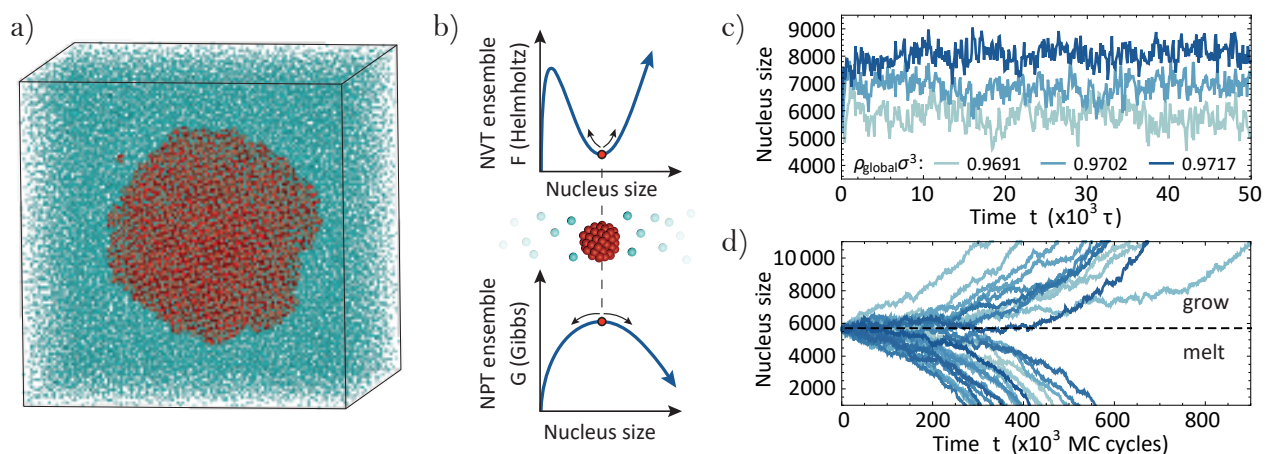 a)
b)
NVT ensemble
F (Helmholtz)
Nucleus size
NPT ensemble
G (Gibbs)
Nucleus size
c)
Nucleus size
9000
8000
7000
6000
5000
4000
ρglobalσ³: 0.9691 0.9702 0.9717
0 10 20 30 40 50
Time t (x10³ τ)
d)
Nucleus size
10000
8000
6000
4000
2000
grow
melt
0 200 400 600 800
Time t (x10³ MC cycles)